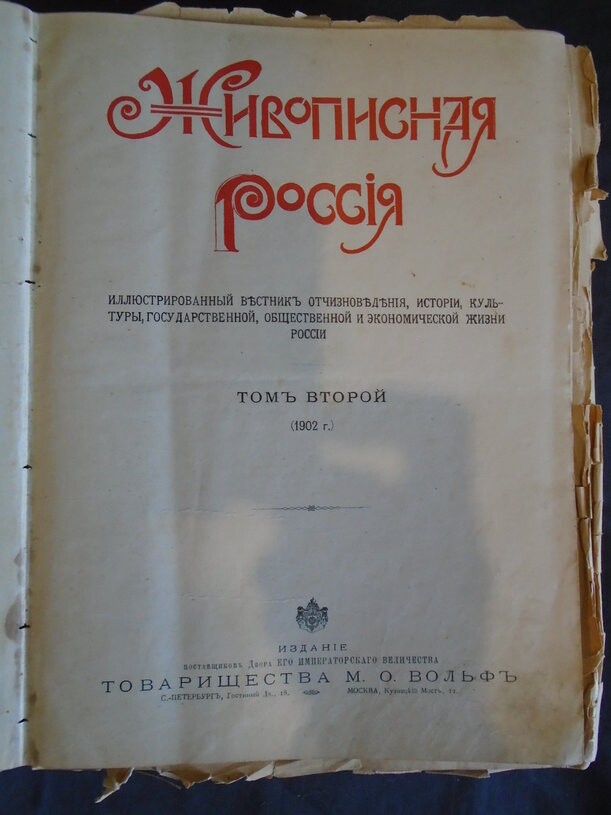 Живописная
Россія
ИЛЛЮСТРИРОВАННЫЙ ВѢСТНИКЪ ОТЧИЗНОВѢДѢНІЯ, ИСТОРІИ, КУЛЬ-
ТУРЫ, ГОСУДАРСТВЕННОЙ, ОБЩЕСТВЕННОЙ И ЭКОНОМИЧЕСКОЙ ЖИЗНИ
РОССІИ
ТОМЪ ВТОРОЙ
(1902 г.)
ИЗДАНІЕ
ПОСТАВЩИКОВЪ Двора ЕГО ИМПЕРАТОРСКАГО ВЕЛИЧЕСТВА
ТОВАРИЩЕСТВА М. О. ВОЛЬФЪ
С.-ПЕТЕРБУРГЪ, Гостиный Дв., 18. МОСКВА, Кузнецкій Мостъ, 12.